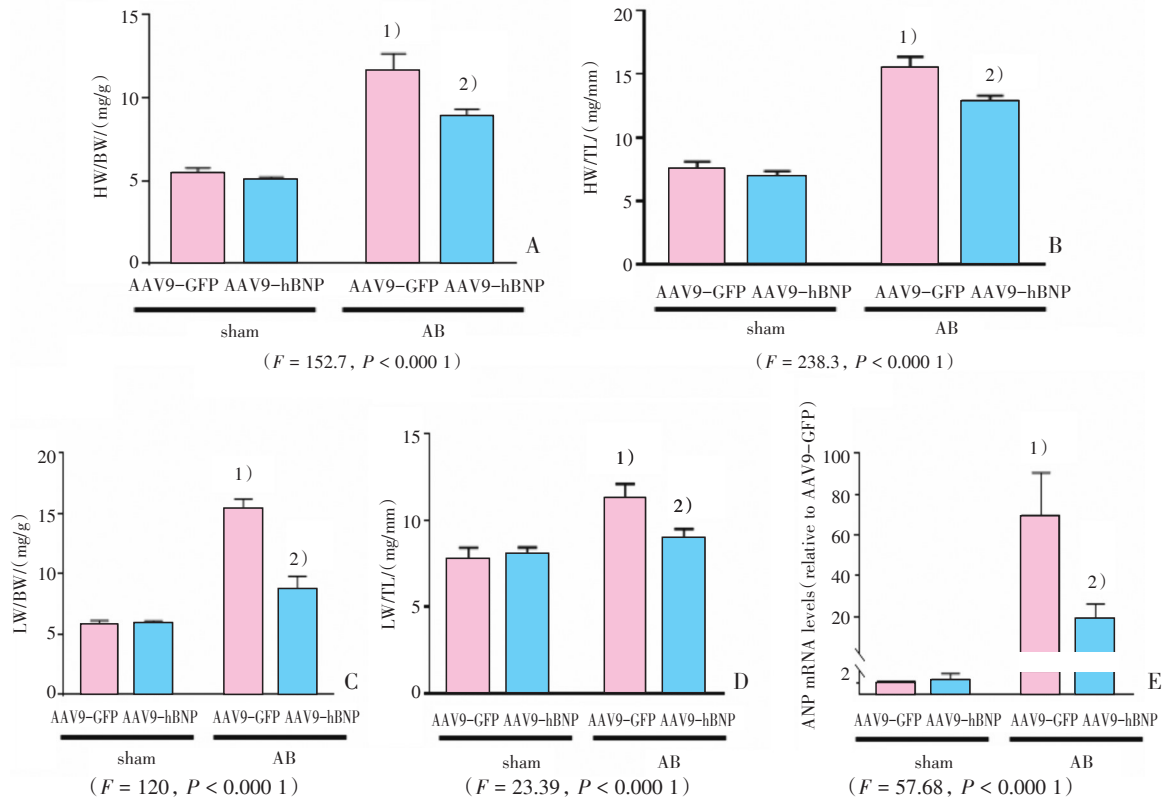 15
10
5
0
HW/BW/(mg/g)
1)
2)
A
AAV9-GFP AAV9-hBNP AAV9-GFP AAV9-hBNP
sham AB
(F = 152.7, P < 0.000 1)
20
15
10
5
0
HW/TL/(mg/mm)
1)
2)
B
AAV9-GFP AAV9-hBNP AAV9-GFP AAV9-hBNP
sham AB
(F = 238.3, P < 0.000 1)
20
15
10
5
0
LW/BW/(mg/g)
1)
2)
C
AAV9-GFP AAV9-hBNP AAV9-GFP AAV9-hBNP
sham AB
(F = 120, P < 0.000 1)
15
10
5
0
LW/TL/(mg/mm)
1)
2)
D
AAV9-GFP AAV9-hBNP AAV9-GFP AAV9-hBNP
sham AB
(F = 23.39, P < 0.000 1)
100
80
60
40
20
2
ANP mRNA levels(relative to AAV9-GFP)
1)
2)
E
AAV9-GFP AAV9-hBNP AAV9-GFP AAV9-hBNP
sham AB
(F = 57.68, P < 0.000 1)